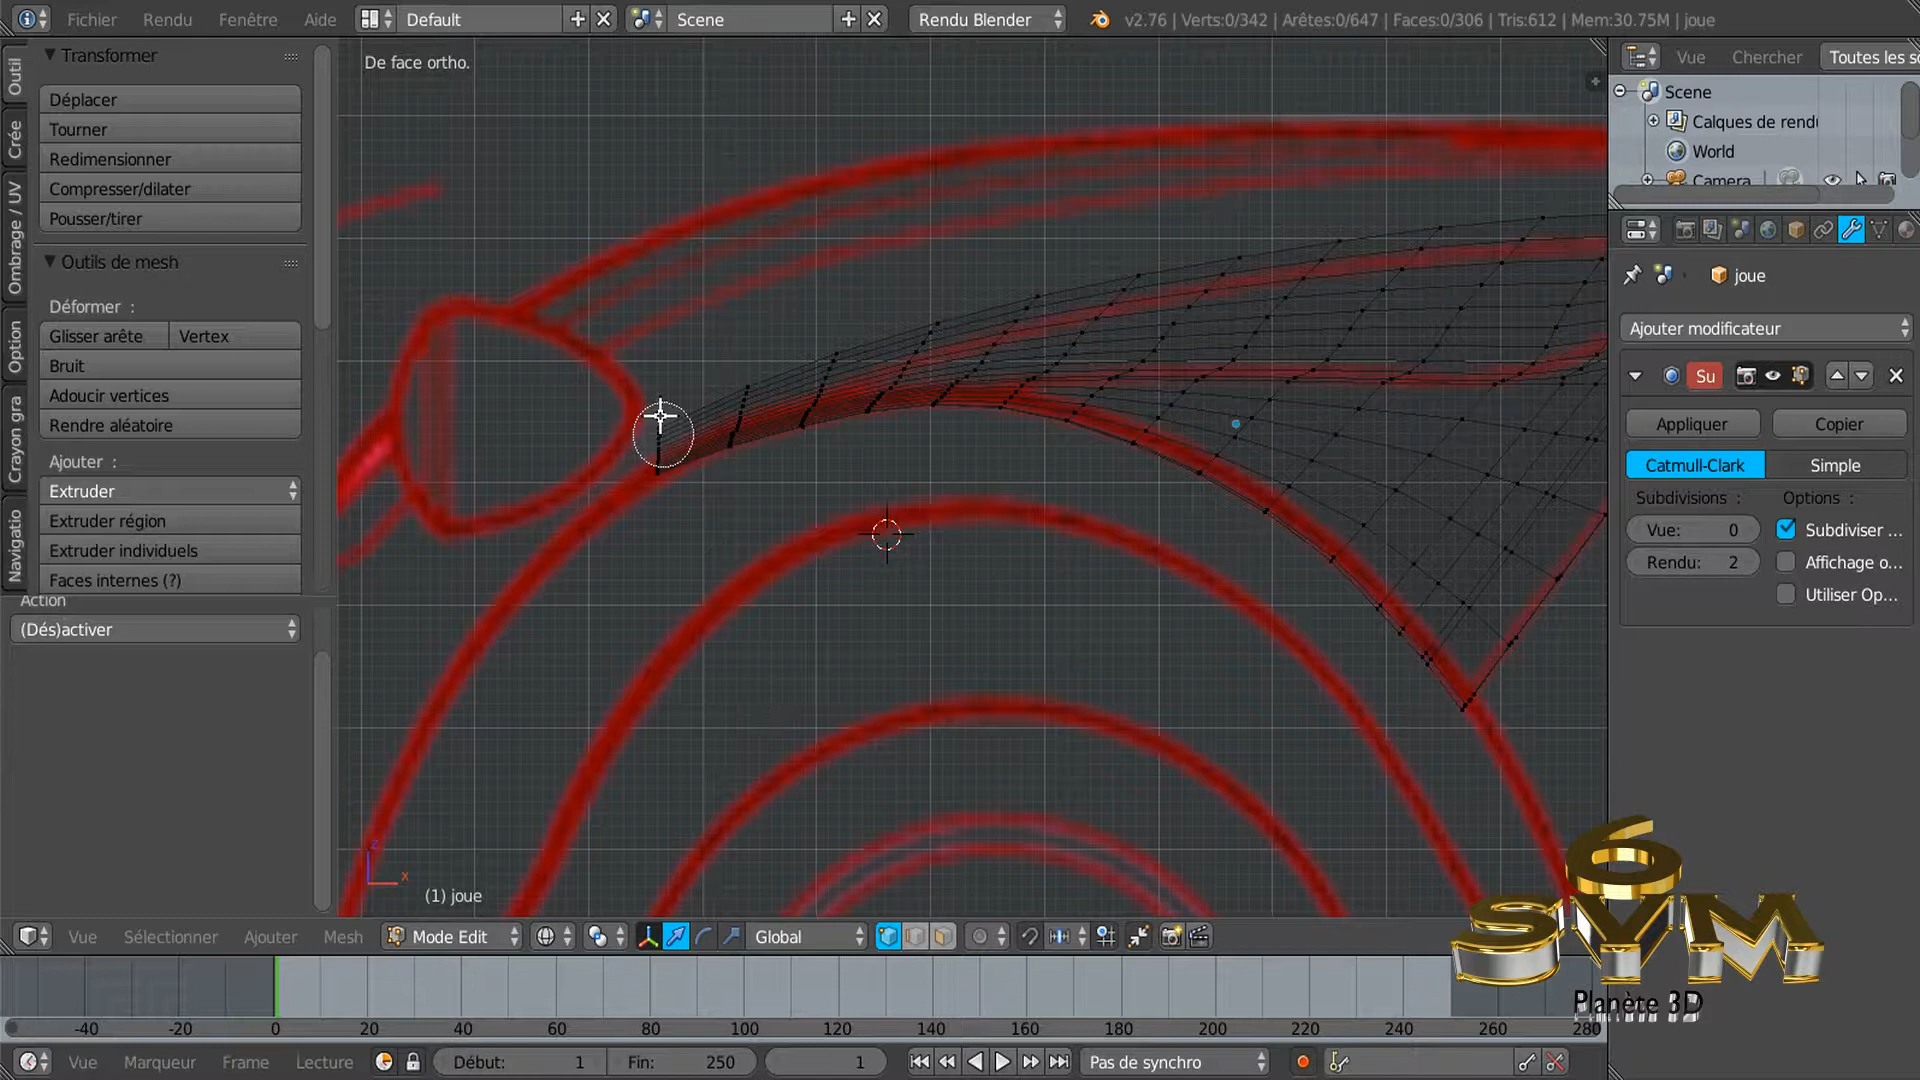 Fichier Rendu Fenêtre Aide Default Scene Rendu Blender v2.76 | Verts:0/342 | Arêtes:0/647 | Faces:0/306 | Tris:612 | Mem:30.75M | joue
Outil
Crée
Ombrage / UV
Option
Crayon gra
Navigatio
Transformer
Déplacer
Tourner
Redimensionner
Compresser/dilater
Pousser/tirer
Outils de mesh
Déformer :
Glisser arête Vertex
Bruit
Adoucir vertices
Rendre aléatoire
Ajouter :
Extruder
Extruder région
Extruder individuels
Faces internes (?)
Action
(Dés)activer
De face ortho.
z
x
(1) joue
Vue Chercher Toutes les s
Scene
Calques de rend
World
Camera
joue
Ajouter modificateur
Su
Appliquer Copier
Catmull-Clark Simple
Subdivisions : Options :
Vue: 0 Subdiviser ...
Rendu: 2 Affichage o...
Utiliser Op...
Vue Sélectionner Ajouter Mesh Mode Edit Global
6
SYM
Planète 3D
-40 -20 0 20 40 60 80 100 120 140 160 180 200 220 240 260 280
Vue Marqueur Frame Lecture Début: 1 Fin: 250 1 Pas de synchro